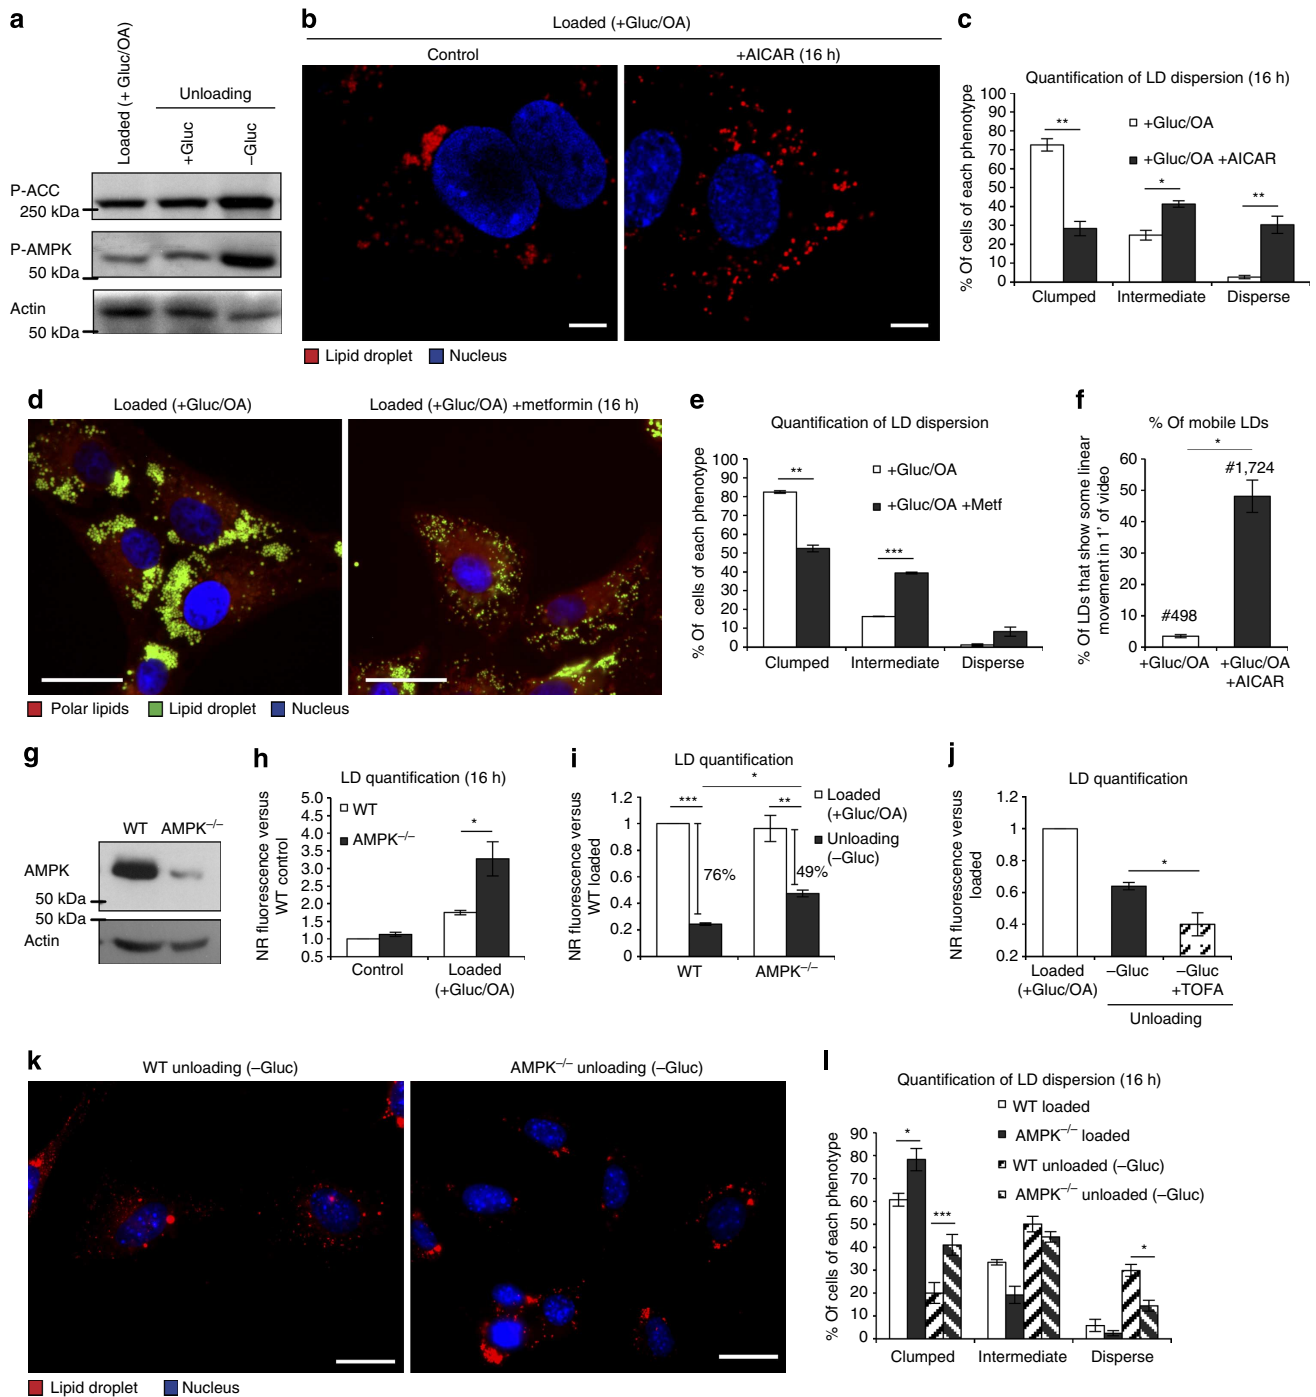 a
Loaded (+ Gluc/OA)
Unloading
+Gluc
–Gluc
P-ACC
250 kDa
P-AMPK
50 kDa
Actin
50 kDa
b
Loaded (+Gluc/OA)
Control
+AICAR (16 h)
Lipid droplet
Nucleus
c
Quantification of LD dispersion (16 h)
% Of cells of each phenotype
100
90
80
70
60
50
40
30
20
10
0
**
*
**
+Gluc/OA
+Gluc/OA +AICAR
Clumped
Intermediate
Disperse
d
Loaded (+Gluc/OA)
Loaded (+Gluc/OA) +metformin (16 h)
Polar lipids
Lipid droplet
Nucleus
e
Quantification of LD dispersion
% Of cells of each phenotype
100
90
80
70
60
50
40
30
20
10
0
**
***
+Gluc/OA
+Gluc/OA +Metf
Clumped
Intermediate
Disperse
f
% Of mobile LDs
% Of LDs that show some linear
movement in 1' of video
60
50
40
30
20
10
0
*
#1,724
#498
+Gluc/OA
+Gluc/OA
+AICAR
g
WT
AMPK–/–
AMPK
50 kDa
50 kDa
Actin
h
LD quantification (16 h)
NR fluorescence versus
WT control
5.0
4.5
4.0
3.5
3.0
2.5
2.0
1.5
1.0
0.5
WT
AMPK–/–
*
Control
Loaded
(+Gluc/OA)
i
LD quantification
NR fluorescence versus
WT loaded
1.2
1
0.8
0.6
0.4
0.2
0
*
***
**
76%
49%
Loaded
(+Gluc/OA)
Unloading
(–Gluc)
WT
AMPK–/–
j
LD quantification
NR fluorescence versus
loaded
1.2
1
0.8
0.6
0.4
0.2
*
Loaded
(+Gluc/OA)
–Gluc
–Gluc
+TOFA
Unloading
k
WT unloading (–Gluc)
AMPK–/– unloading (–Gluc)
Lipid droplet
Nucleus
l
Quantification of LD dispersion (16 h)
WT loaded
AMPK–/– loaded
WT unloaded (–Gluc)
AMPK–/– unloaded (–Gluc)
% Of cells of each phenotype
90
80
70
60
50
40
30
20
10
0
*
***
*
Clumped
Intermediate
Disperse